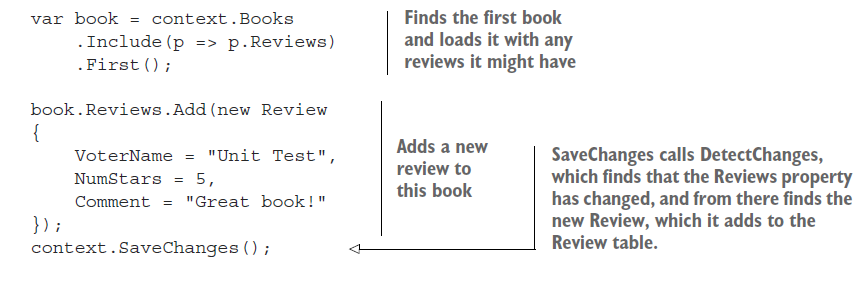 var book = context.Books
    .Include(p => p.Reviews)
    .First();
Finds the first book
and loads it with any
reviews it might have
book.Reviews.Add(new Review
{
    VoterName = "Unit Test",
    NumStars = 5,
    Comment = "Great book!"
});
context.SaveChanges();
Adds a new
review to
this book
SaveChanges calls DetectChanges,
which finds that the Reviews property
has changed, and from there finds the
new Review, which it adds to the
Review table.